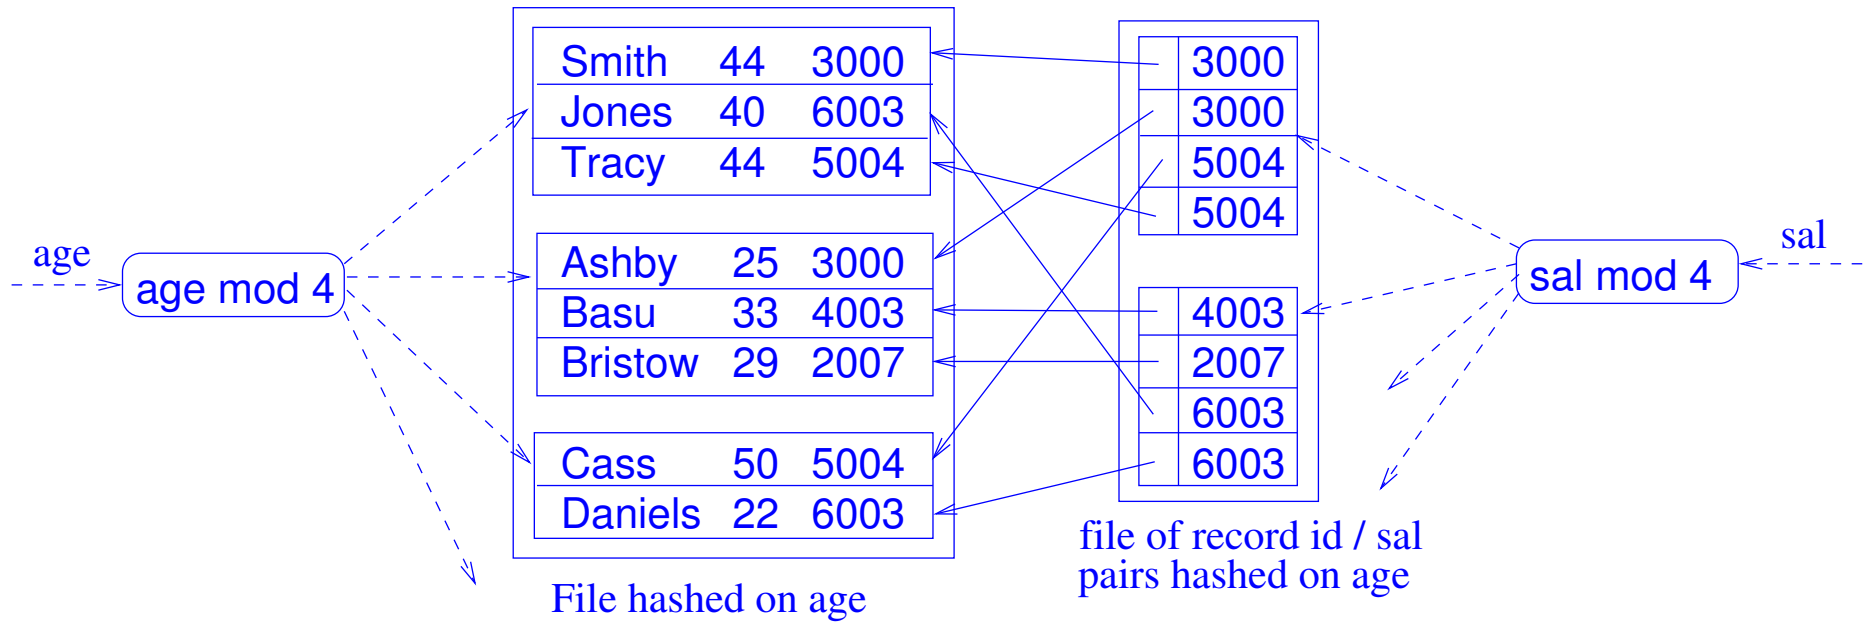 age
age mod 4
Smith 44 3000
Jones 40 6003
Tracy 44 5004
Ashby 25 3000
Basu 33 4003
Bristow 29 2007
Cass 50 5004
Daniels 22 6003
File hashed on age
3000
3000
5004
5004
4003
2007
6003
6003
file of record id / sal
pairs hashed on age
sal mod 4
sal